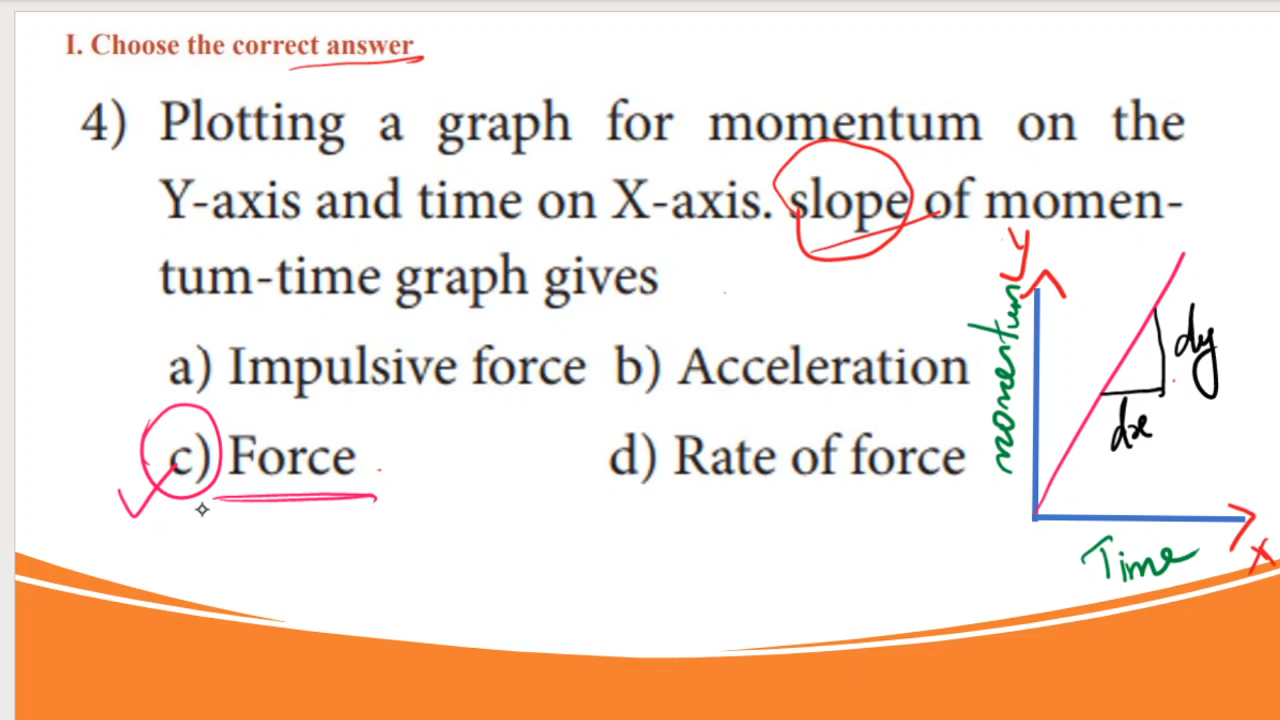 I. Choose the correct answer
4) Plotting a graph for momentum on the
Y-axis and time on X-axis. slope of momen-
tum-time graph gives
a) Impulsive force b) Acceleration
c) Force d) Rate of force
y
momentum
dy
dx
Time
x